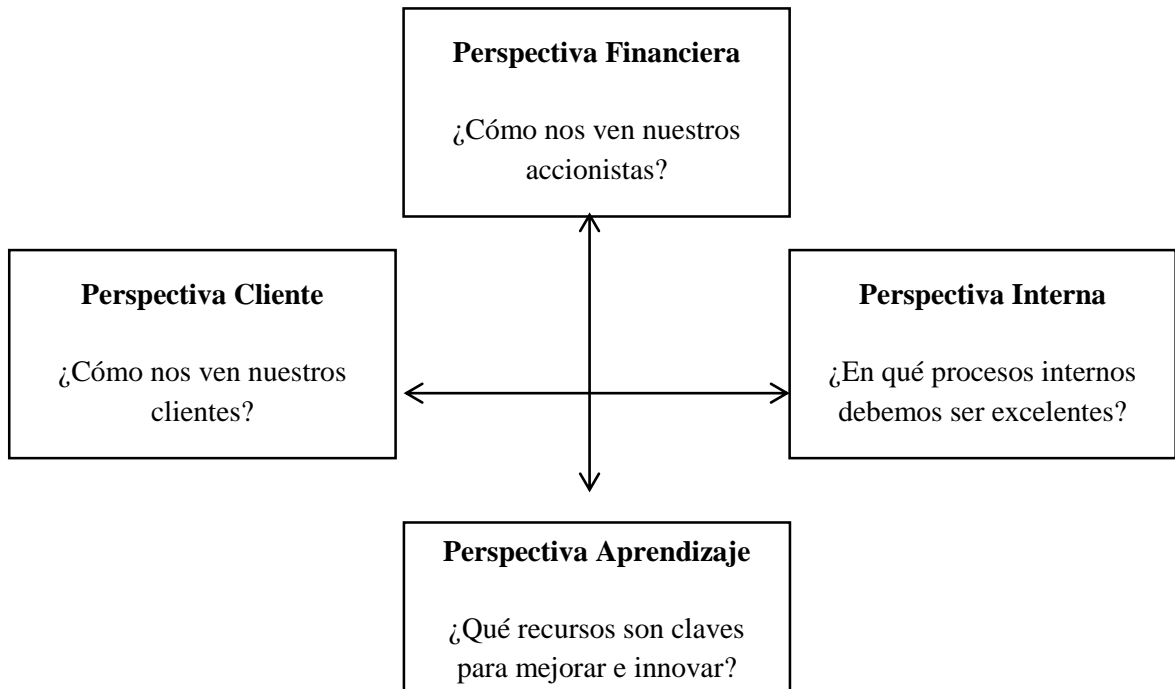 Perspectiva Financiera
¿Cómo nos ven nuestros
accionistas?
Perspectiva Cliente
¿Cómo nos ven nuestros
clientes?
Perspectiva Interna
¿En qué procesos internos
debemos ser excelentes?
Perspectiva Aprendizaje
¿Qué recursos son claves
para mejorar e innovar?